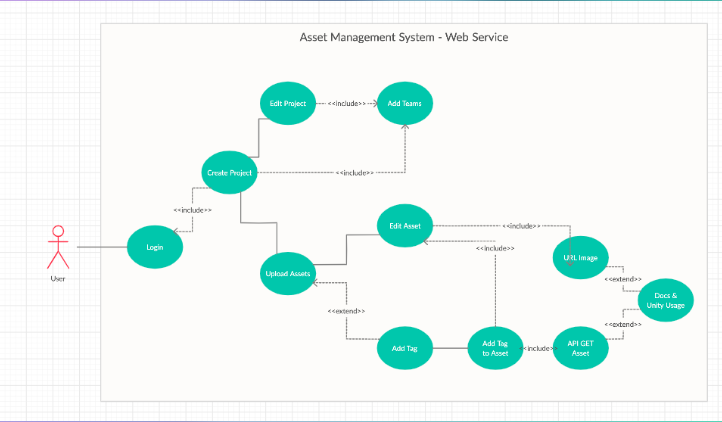 Asset Management System - Web Service
Edit Project
<<include>>
Add Teams
Create Project
<<include>>
<<include>>
Edit Asset
<<include>>
Login
<<include>>
URL Image
Upload Assets
<<extend>>
User
Docs &
Unity Usage
<<extend>>
<<extend>>
Add Tag
Add Tag
to Asset
<<include>>
API GET
Asset